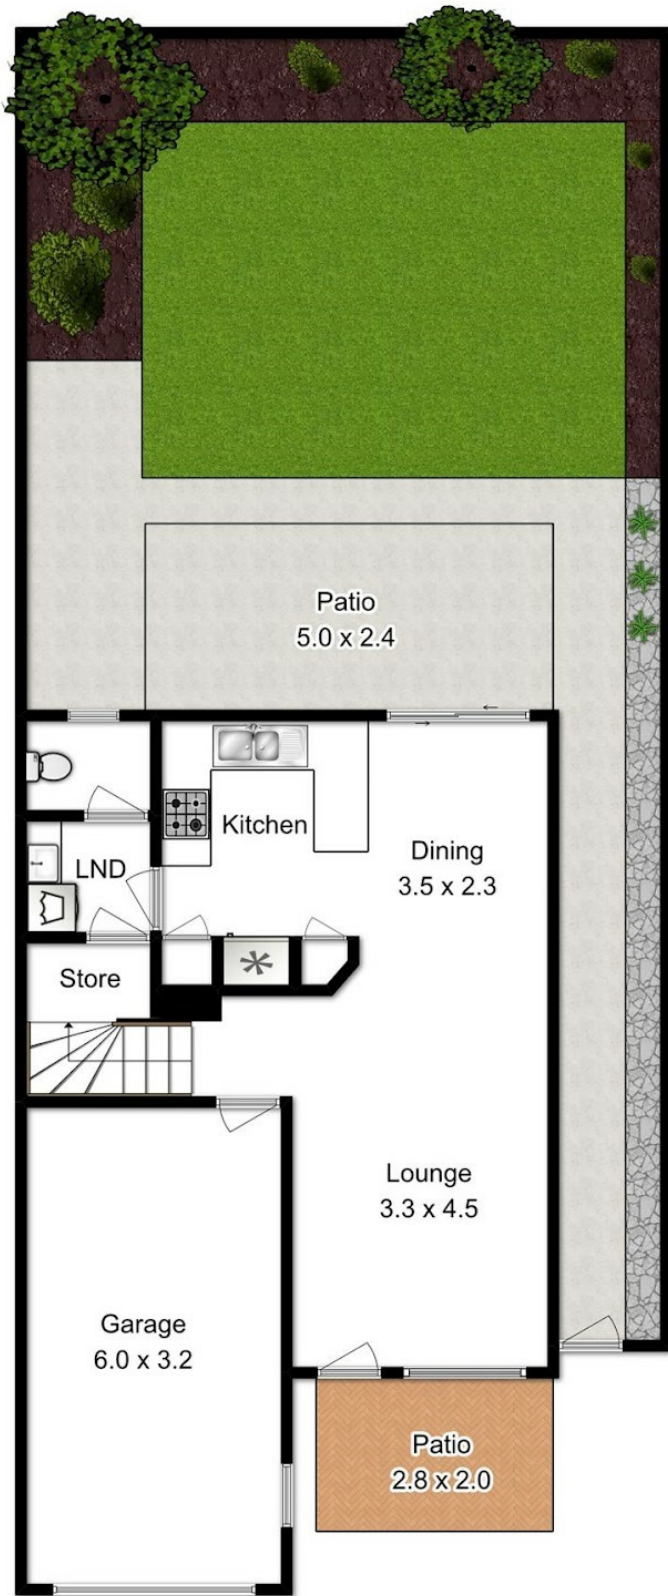 Patio
5.0 x 2.4
Kitchen
Dining
3.5 x 2.3
LND
Store
Lounge
3.3 x 4.5
Garage
6.0 x 3.2
Patio
2.8 x 2.0